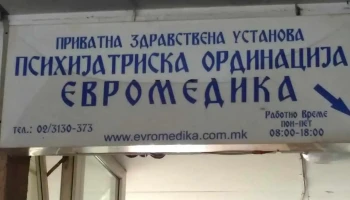 ПРИВАТНА ЗДРАВСТВЕНА УСТАНОВА
ПСИХИЈАТРИСКА ОРДИНАЦИЈА
ЕВРОМЕДИКА
РАБОТНО ВРЕМЕ
ПОН-ПЕТ
08:00-18:00
ТЕЛ.: 02/3130-373
www.evromedika.com.mk